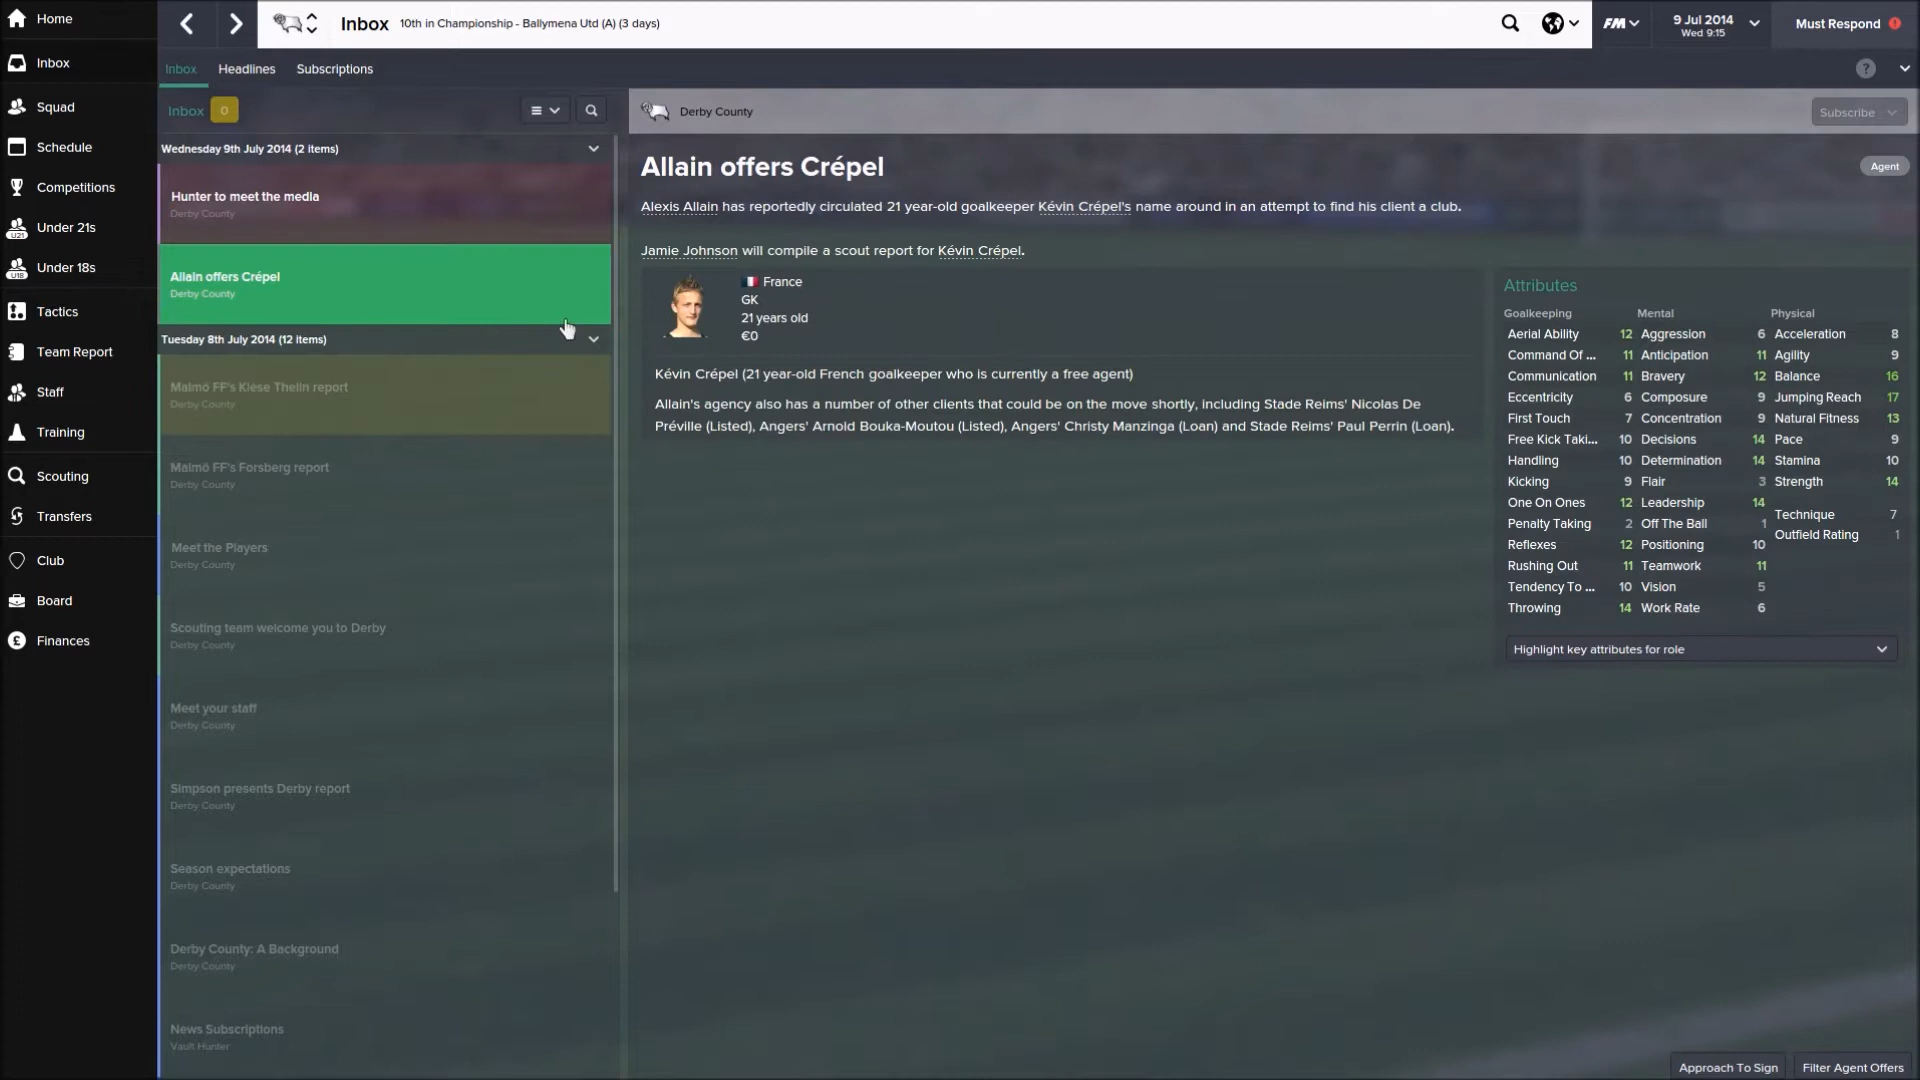 Home
Inbox
Squad
Schedule
Competitions
U21
Under 21s
U18
Under 18s
Tactics
Team Report
Staff
Training
Scouting
Transfers
Club
Board
Finances
Inbox 10th in Championship - Ballymena Utd (A) (3 days)
FM
9 Jul 2014
Wed 9:15
Must Respond !
Inbox Headlines Subscriptions
?
Inbox 0
Wednesday 9th July 2014 (2 items)
Hunter to meet the media
Derby County
Allain offers Crépel
Derby County
Tuesday 8th July 2014 (12 items)
Malmö FF's Kiese Thelin report
Derby County
Malmö FF's Forsberg report
Derby County
Meet the Players
Derby County
Scouting team welcome you to Derby
Derby County
Meet your staff
Derby County
Simpson presents Derby report
Derby County
Season expectations
Derby County
Derby County: A Background
Derby County
News Subscriptions
Vault Hunter
Derby County
Subscribe
Allain offers Crépel
Agent
Alexis Allain has reportedly circulated 21 year-old goalkeeper Kévin Crépel's name around in an attempt to find his client a club.
Jamie Johnson will compile a scout report for Kévin Crépel.
France
GK
21 years old
€0
Kévin Crépel (21 year-old French goalkeeper who is currently a free agent)
Allain's agency also has a number of other clients that could be on the move shortly, including Stade Reims' Nicolas De
Préville (Listed), Angers' Arnold Bouka-Moutou (Listed), Angers' Christy Manzinga (Loan) and Stade Reims' Paul Perrin (Loan).
Attributes
Goalkeeping Mental Physical
Aerial Ability 12 Aggression 6 Acceleration 8
Command Of ... 11 Anticipation 11 Agility 9
Communication 11 Bravery 12 Balance 16
Eccentricity 6 Composure 9 Jumping Reach 17
First Touch 7 Concentration 9 Natural Fitness 13
Free Kick Taki... 10 Decisions 14 Pace 9
Handling 10 Determination 14 Stamina 10
Kicking 9 Flair 3 Strength 14
One On Ones 12 Leadership 14
Technique 7
Penalty Taking 2 Off The Ball 1
Outfield Rating 1
Reflexes 12 Positioning 10
Rushing Out 11 Teamwork 11
Tendency To ... 10 Vision 5
Throwing 14 Work Rate 6
Highlight key attributes for role
Approach To Sign Filter Agent Offers